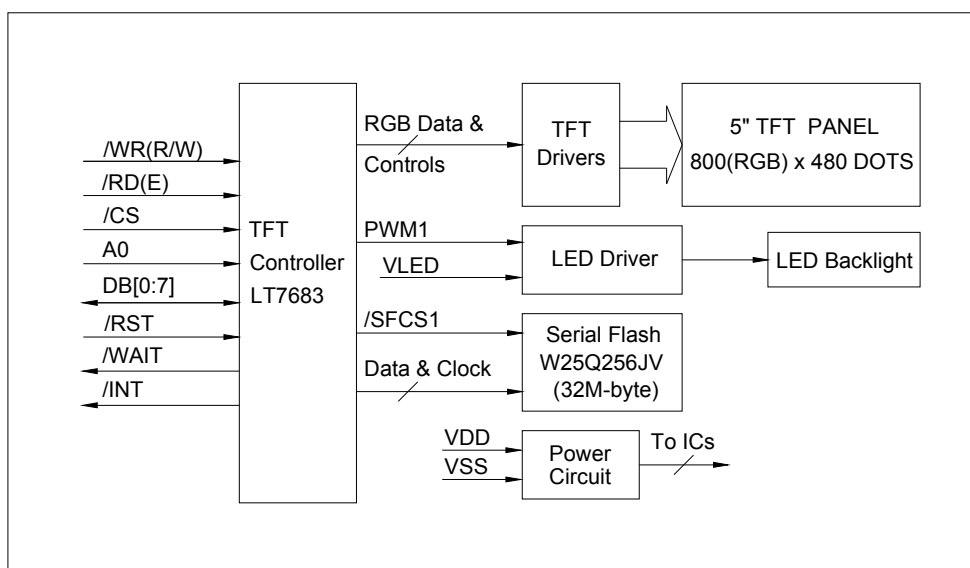 /WR(R/W)
/RD(E)
/CS
A0
DB[0:7]
/RST
/WAIT
/INT
TFT
Controller
LT7683
RGB Data &
Controls
PWM1
VLED
/SFCS1
Data & Clock
VDD
VSS
TFT
Drivers
5" TFT PANEL
800(RGB) x 480 DOTS
LED Driver
LED Backlight
Serial Flash
W25Q256JV
(32M-byte)
Power
Circuit
To ICs